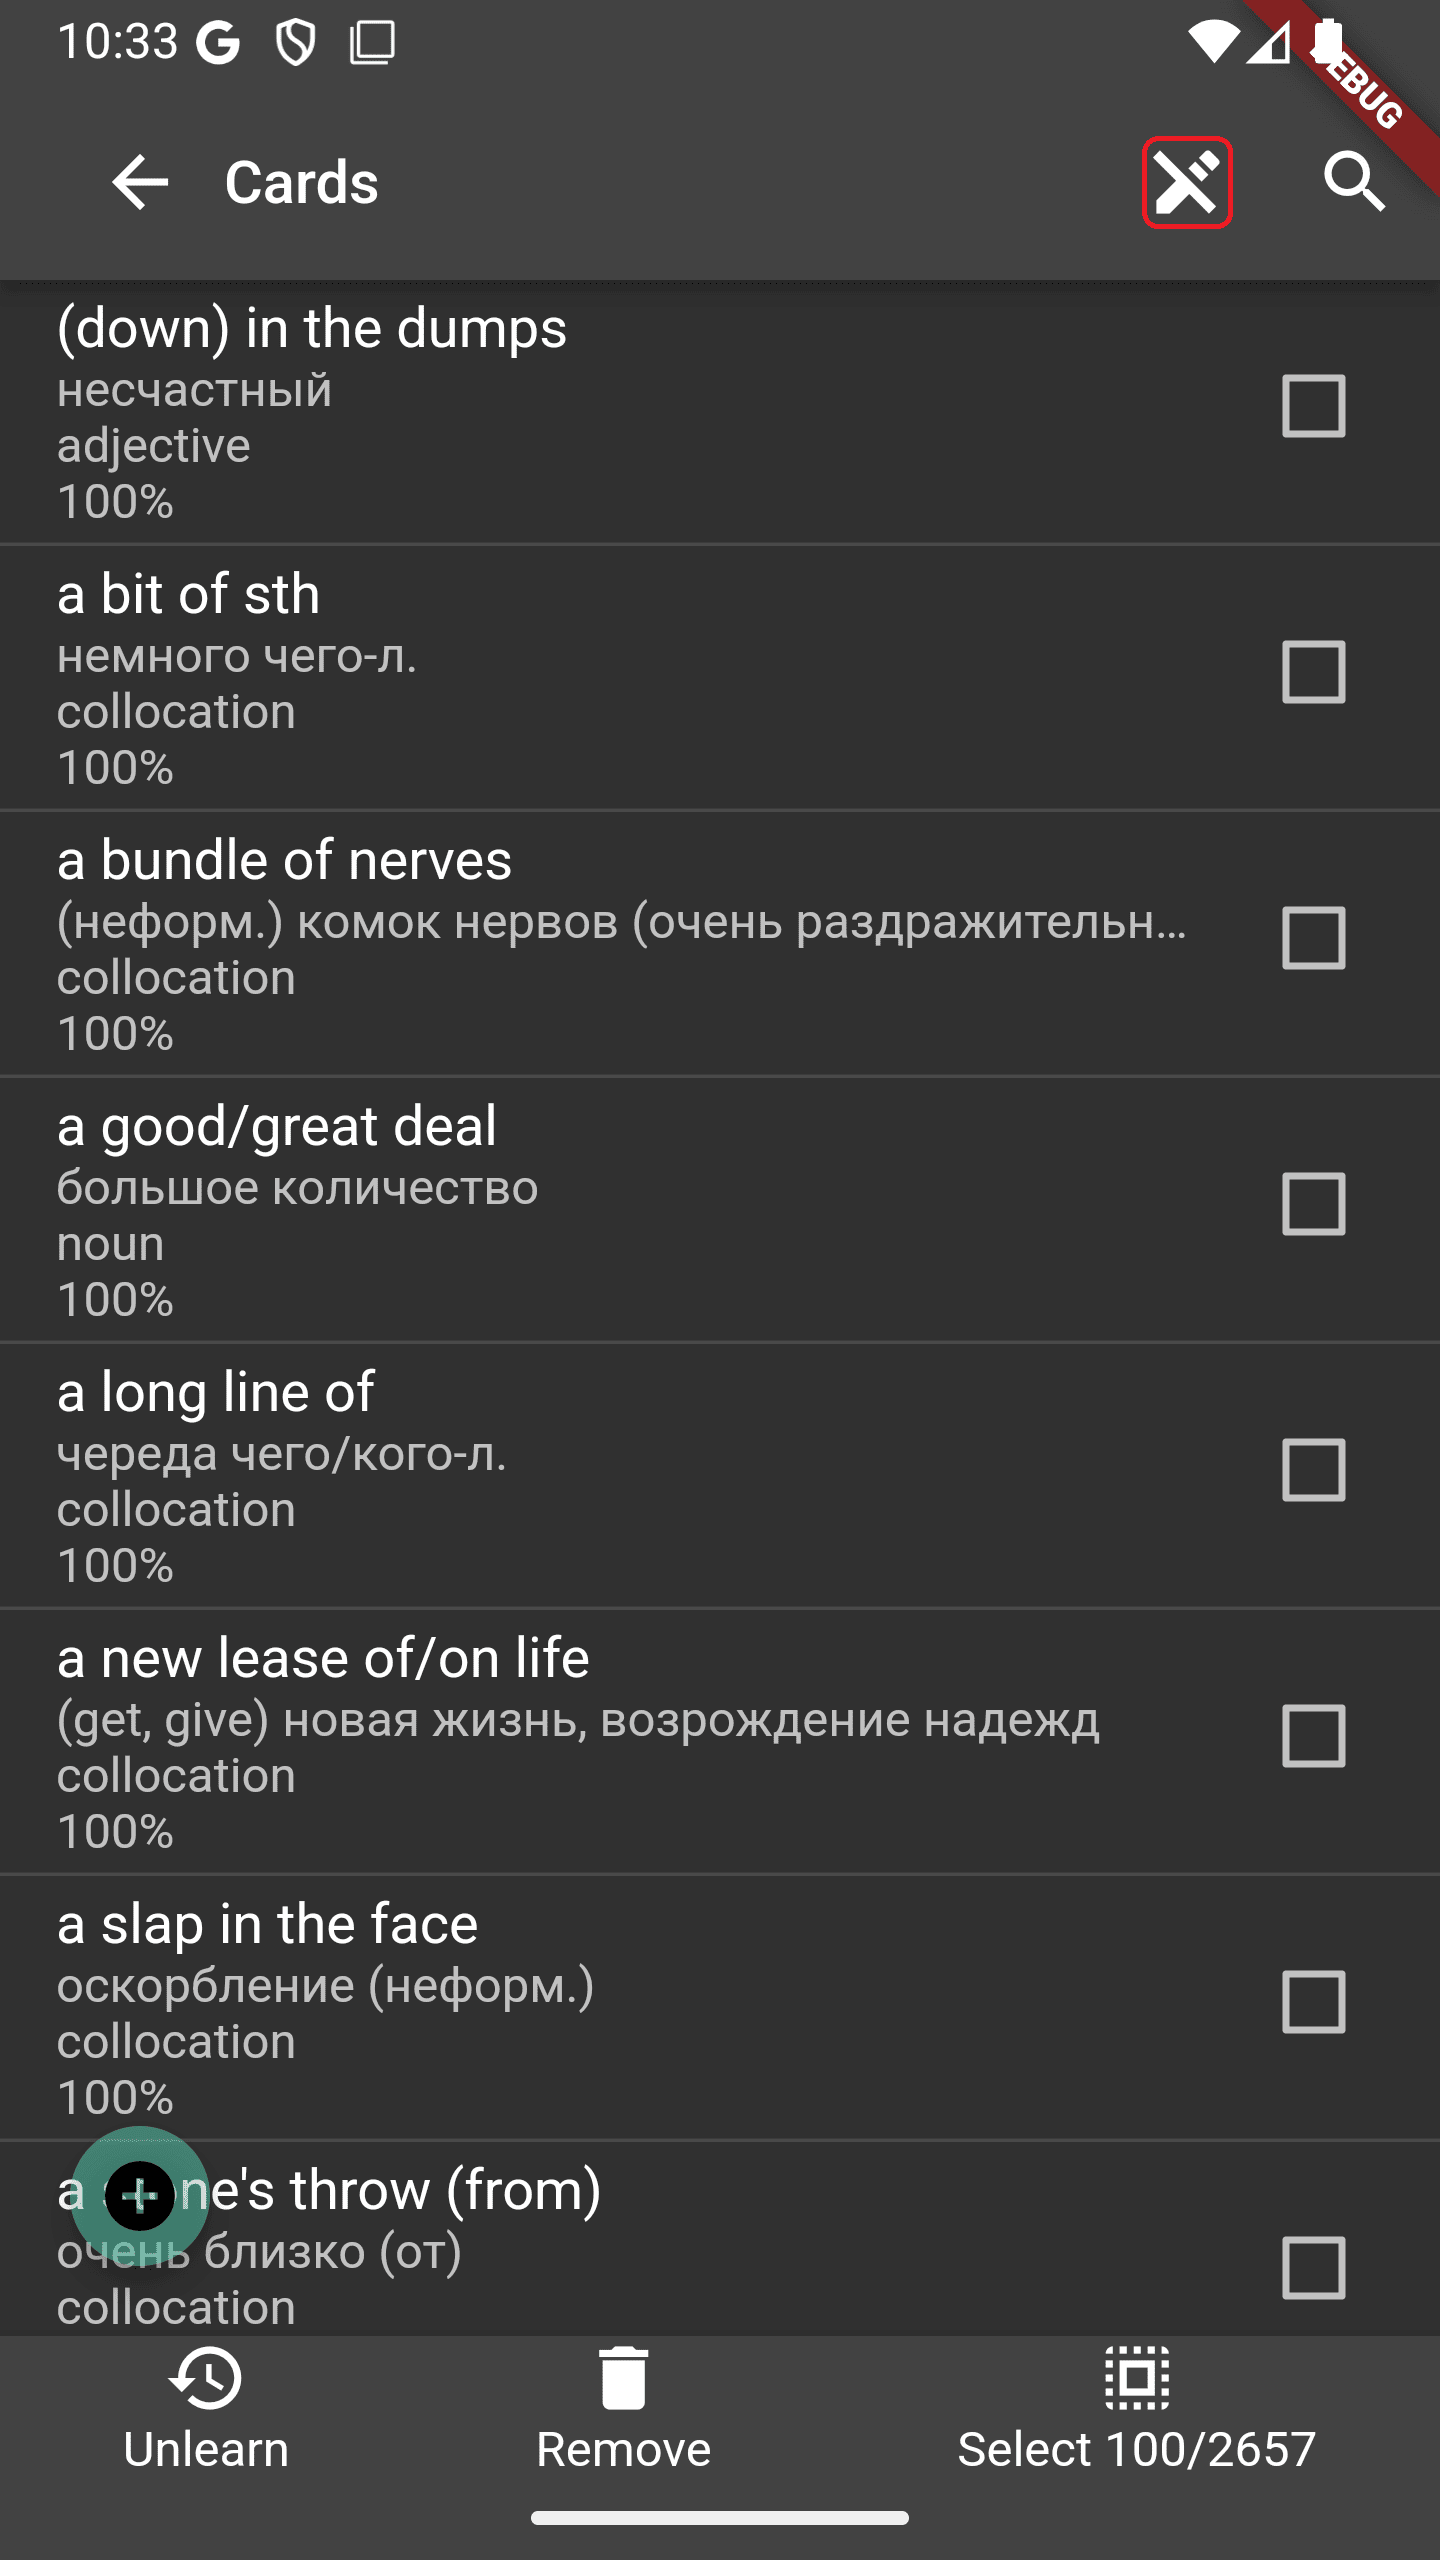 10:33
EBUG
Cards
(down) in the dumps
несчастный
adjective
100%
a bit of sth
немного чего-л.
collocation
100%
a bundle of nerves
(неформ.) комок нервов (очень раздражительн…
collocation
100%
a good/great deal
большое количество
noun
100%
a long line of
череда чего/кого-л.
collocation
100%
a new lease of/on life
(get, give) новая жизнь, возрождение надежд
collocation
100%
a slap in the face
оскорбление (неформ.)
collocation
100%
a s ne's throw (from)
очень близко (от)
collocation
Unlearn
Remove
Select 100/2657